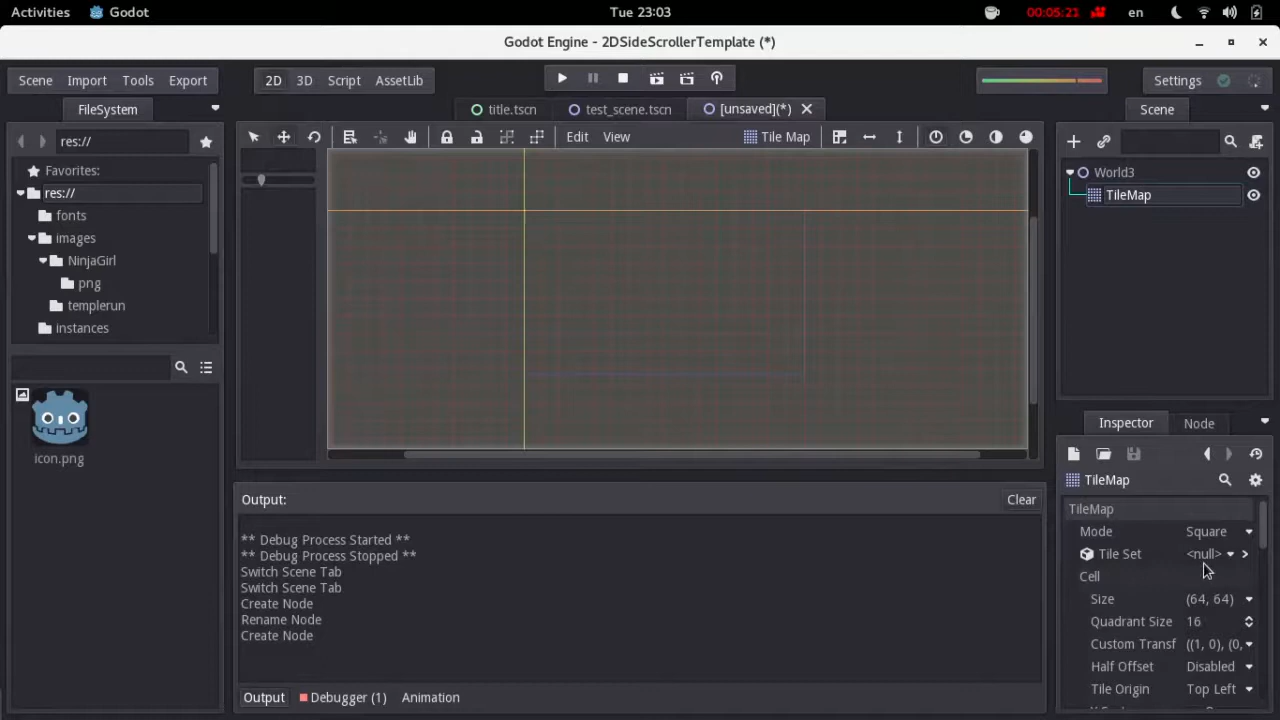 Activities Godot Tue 23:03 00:05:21 en
Godot Engine - 2DSideScrollerTemplate (*)
Scene Import Tools Export 2D 3D Script AssetLib Settings
FileSystem title.tscn test_scene.tscn [unsaved](*) Scene
res:// Edit View Tile Map
Favorites:
res://
fonts
images
NinjaGirl
png
templerun
instances
icon.png
World3
TileMap
Output: Clear
** Debug Process Started **
** Debug Process Stopped **
Switch Scene Tab
Switch Scene Tab
Create Node
Rename Node
Create Node
Output Debugger (1) Animation
Inspector Node
TileMap
TileMap
Mode Square
Tile Set <null>
Cell
Size (64, 64)
Quadrant Size 16
Custom Transf ((1, 0), (0,
Half Offset Disabled
Tile Origin Top Left